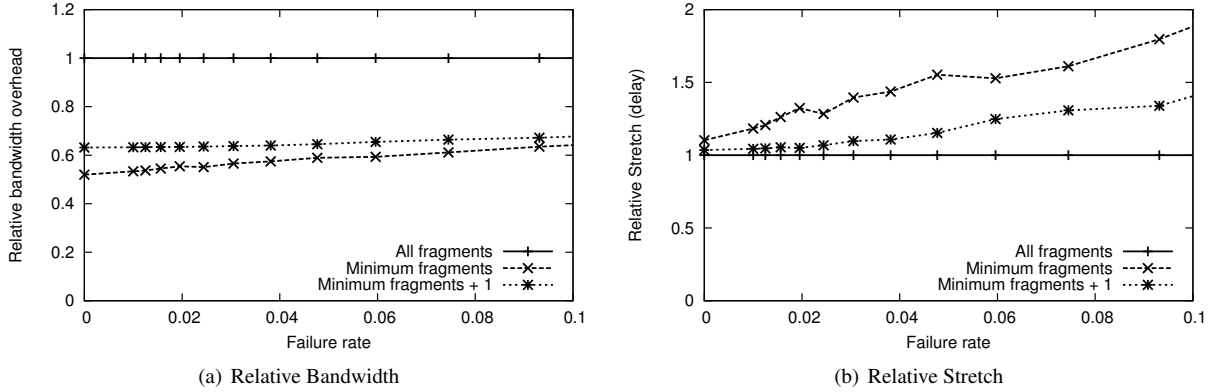 1.2
1
0.8
0.6
0.4
0.2
0
Relative bandwidth overhead
0 0.02 0.04 0.06 0.08 0.1
Failure rate
All fragments
Minimum fragments
Minimum fragments + 1
(a) Relative Bandwidth
2
1.5
1
0.5
0
Relative Stretch (delay)
0 0.02 0.04 0.06 0.08 0.1
Failure rate
All fragments
Minimum fragments
Minimum fragments + 1
(b) Relative Stretch